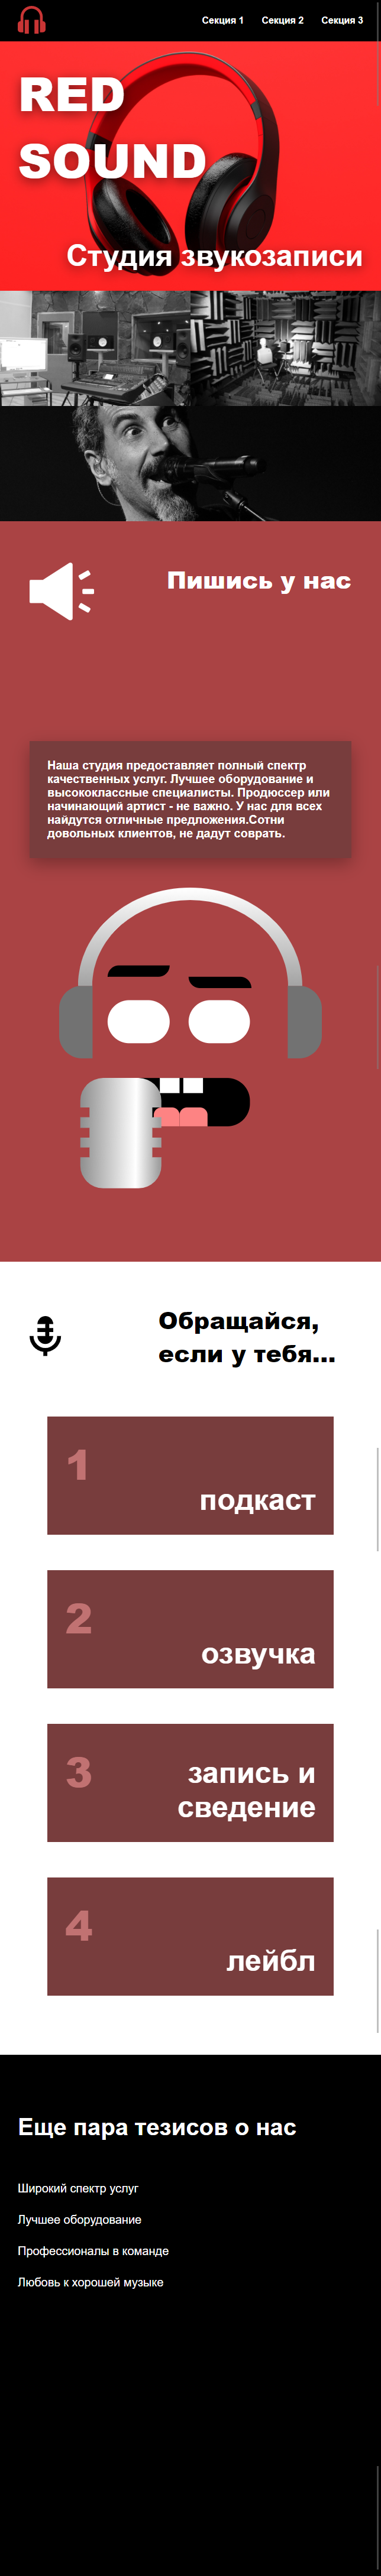 Секция 1 Секция 2 Секция 3
RED
SOUND
Студия звукозаписи
Пишись у нас
Наша студия предоставляет полный спектр
качественных услуг. Лучшее оборудование и
высококлассные специалисты. Продюссер или
начинающий артист - не важно. У нас для всех
найдутся отличные предложения.Сотни
довольных клиентов, не дадут соврать.
Обращайся,
если у тебя...
1
подкаст
2
озвучка
3
запись и
сведение
4
лейбл
Еще пара тезисов о нас
Широкий спектр услуг
Лучшее оборудование
Профессионалы в команде
Любовь к хорошей музыке